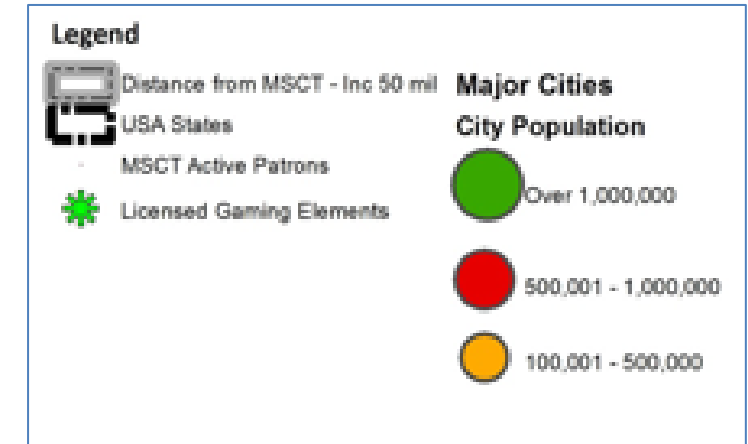 Legend
Distance from MSCT - Inc 50 mil
USA States
MSCT Active Patrons
Licensed Gaming Elements
Major Cities
City Population
Over 1,000,000
500,001 - 1,000,000
100,001 - 500,000